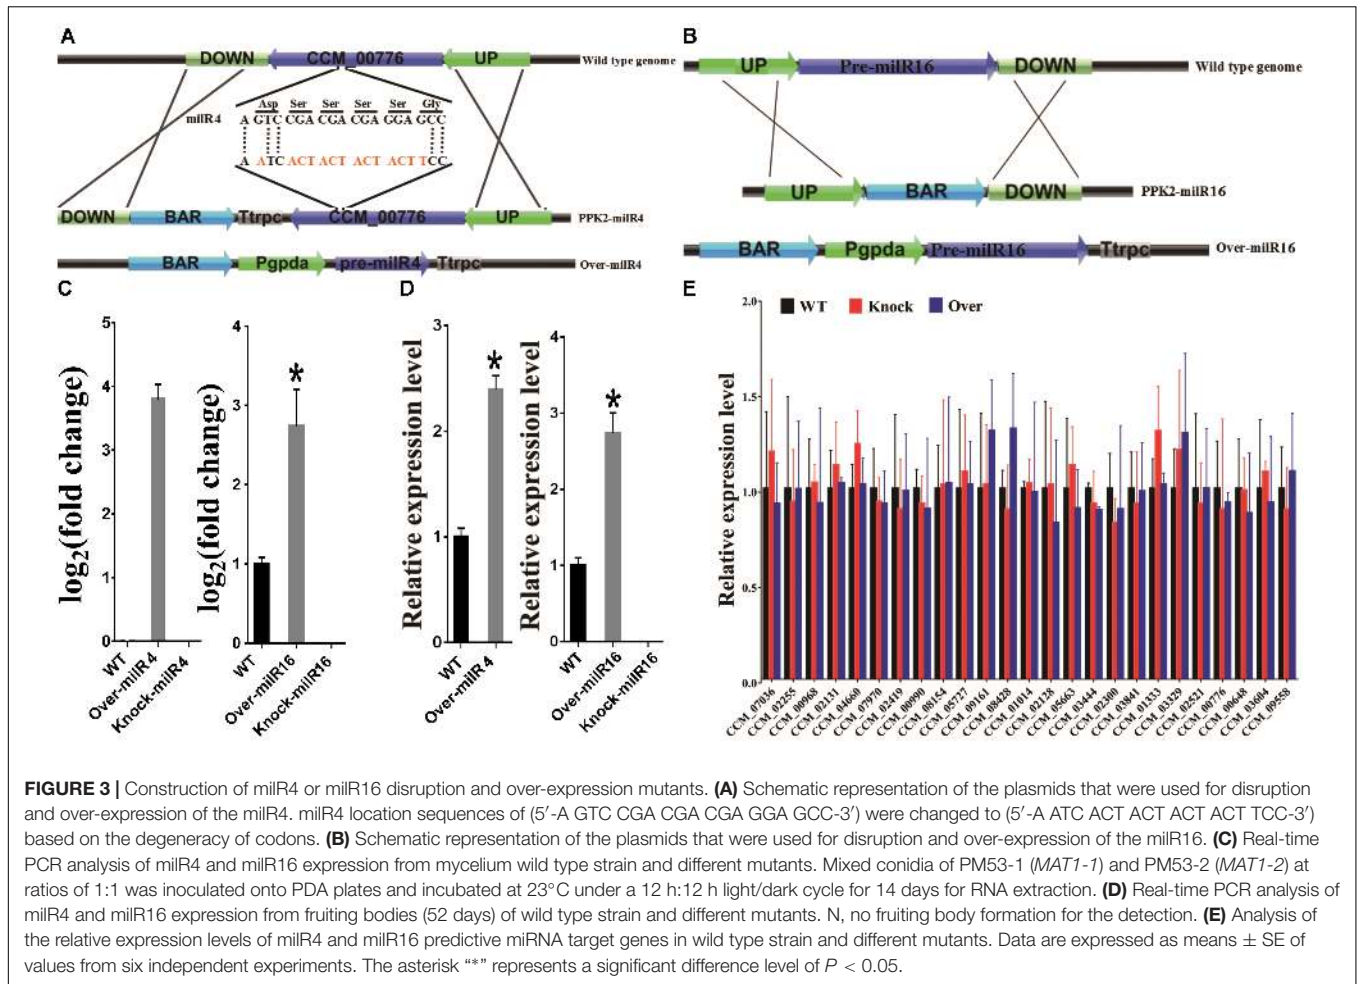 A
DOWN CCM_00776 UP
Wild type genome
Asp Ser Ser Ser Ser Gly
milR4 A GTC CGA CGA CGA GGA GCC
A ATC ACT ACT ACT ACT TCC
DOWN BAR Ttrpc CCM_00776 UP PPK2-milR4
BAR Pgpda pre-milR4 Ttrpc Over-milR4
B
UP Pre-milR16 DOWN Wild type genome
UP BAR DOWN PPK2-milR16
BAR Pgpda Pre-milR16 Ttrpc Over-milR16
C
log2(fold change)
5
4
3
2
1
0
WT
Over-milR4
Knock-milR4
log2(fold change)
4
3
2
1
0
*
WT
Over-milR16
Knock-milR16
D
Relative expression level
3
2
1
0
*
WT
Over-milR4
Relative expression level
4
3
2
1
0
*
WT
Over-milR16
Knock-milR16
E
WT Knock Over
Relative expression level
2.0
1.5
1.0
0.5
0.0
CCM_07036
CCM_02255
CCM_00968
CCM_02131
CCM_04660
CCM_07970
CCM_02419
CCM_00990
CCM_08154
CCM_05727
CCM_09161
CCM_08428
CCM_01014
CCM_02128
CCM_05663
CCM_03444
CCM_02300
CCM_03841
CCM_01333
CCM_03329
CCM_02521
CCM_00776
CCM_00648
CCM_03604
CCM_09558
FIGURE 3 | Construction of milR4 or milR16 disruption and over-expression mutants. (A) Schematic representation of the plasmids that were used for disruption
and over-expression of the milR4. milR4 location sequences of (5′-A GTC CGA CGA CGA GGA GCC-3′) were changed to (5′-A ATC ACT ACT ACT ACT TCC-3′)
based on the degeneracy of codons. (B) Schematic representation of the plasmids that were used for disruption and over-expression of the milR16. (C) Real-time
PCR analysis of milR4 and milR16 expression from mycelium wild type strain and different mutants. Mixed conidia of PM53-1 (MAT1-1) and PM53-2 (MAT1-2) at
ratios of 1:1 was inoculated onto PDA plates and incubated at 23°C under a 12 h:12 h light/dark cycle for 14 days for RNA extraction. (D) Real-time PCR analysis of
milR4 and milR16 expression from fruiting bodies (52 days) of wild type strain and different mutants. N, no fruiting body formation for the detection. (E) Analysis of
the relative expression levels of milR4 and milR16 predictive miRNA target genes in wild type strain and different mutants. Data are expressed as means ± SE of
values from six independent experiments. The asterisk “*” represents a significant difference level of P < 0.05.